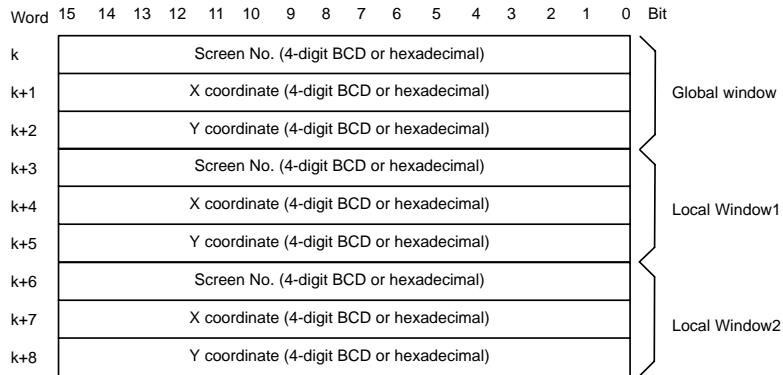 Word 15 14 13 12 11 10 9 8 7 6 5 4 3 2 1 0 Bit
k Screen No. (4-digit BCD or hexadecimal)
k+1 X coordinate (4-digit BCD or hexadecimal) Global window
k+2 Y coordinate (4-digit BCD or hexadecimal)
k+3 Screen No. (4-digit BCD or hexadecimal)
k+4 X coordinate (4-digit BCD or hexadecimal) Local Window1
k+5 Y coordinate (4-digit BCD or hexadecimal)
k+6 Screen No. (4-digit BCD or hexadecimal)
k+7 X coordinate (4-digit BCD or hexadecimal) Local Window2
k+8 Y coordinate (4-digit BCD or hexadecimal)